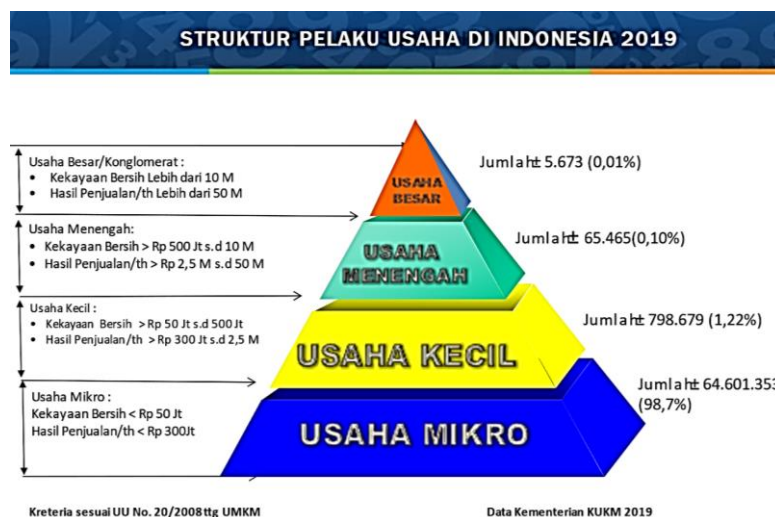 STRUKTUR PELAKU USAHA DI INDONESIA 2019
Usaha Besar/Konglomerat :
• Kekayaan Bersih Lebih dari 10 M
• Hasil Penjualan/th Lebih dari 50 M
Usaha Menengah:
• Kekayaan Bersih > Rp 500 Jt s.d 10 M
• Hasil Penjualan/th > Rp 2,5 M s.d 50 M
Usaha Kecil :
• Kekayaan Bersih > Rp 50 Jt s.d 500 Jt
• Hasil Penjualan/th > Rp 300 Jt s.d 2,5 M
Usaha Mikro :
Kekayaan Bersih < Rp 50 Jt
Hasil Penjualan/th < Rp 300Jt
USAHA
BESAR
USAHA
MENENGAH
USAHA KECIL
USAHA MIKRO
Jumlah± 5.673 (0,01%)
Jumlah± 65.465(0,10%)
Jumlah± 798.679 (1,22%)
Jumlah± 64.601.353
(98,7%)
Kreteria sesuai UU No. 20/2008 ttg UMKM
Data Kementerian KUKM 2019